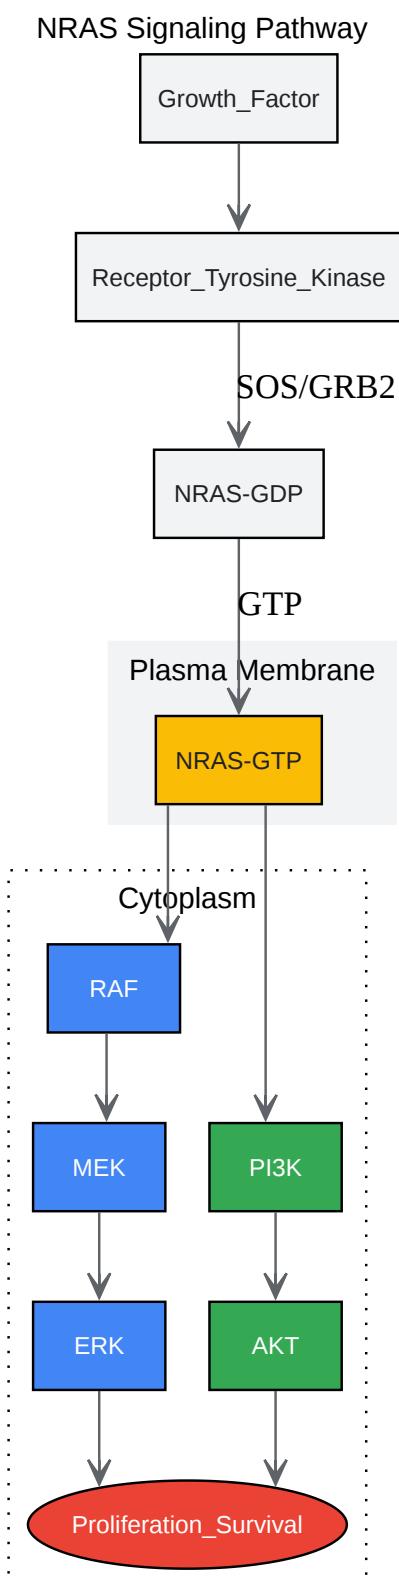 NRAS Signaling Pathway
Growth_Factor
Receptor_Tyrosine_Kinase
SOS/GRB2
NRAS-GDP
GTP
Plasma Membrane
NRAS-GTP
Cytoplasm
RAF
MEK
PI3K
ERK
AKT
Proliferation_Survival